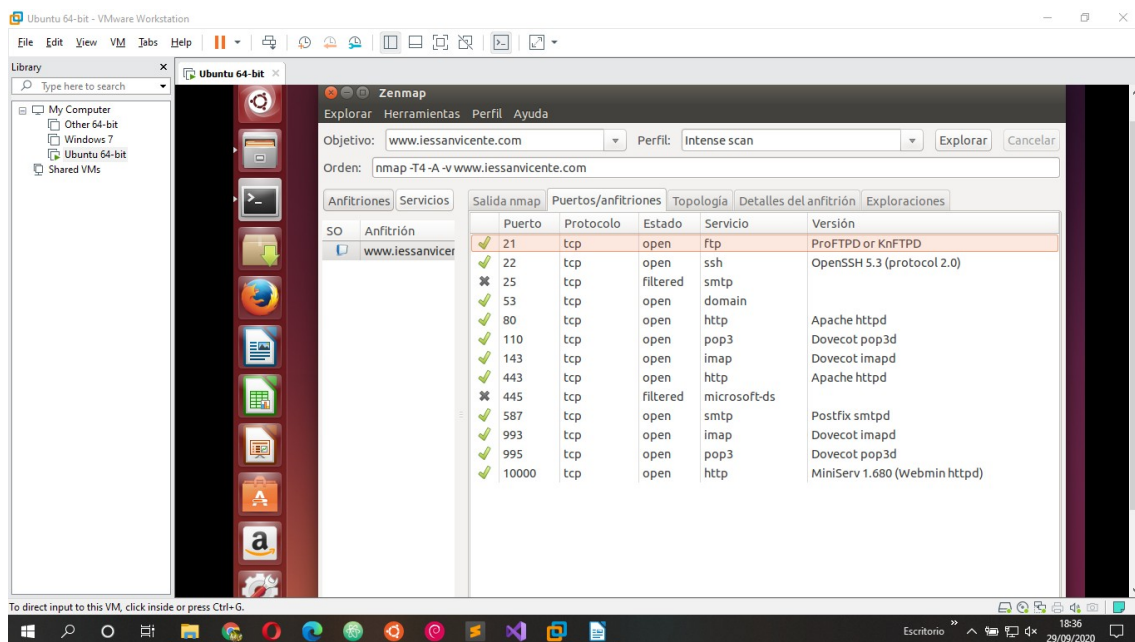 Ubuntu 64-bit - VMware Workstation
File Edit View VM Tabs Help
Library
Type here to search
My Computer
Other 64-bit
Windows 7
Ubuntu 64-bit
Shared VMs
Ubuntu 64-bit
Zenmap
Explorar Herramientas Perfil Ayuda
Objetivo: www.iessanvicente.com Perfil: Intense scan Explorar Cancelar
Orden: nmap -T4 -A -v www.iessanvicente.com
Anfitriones Servicios Salida nmap Puertos/anfitriones Topología Detalles del anfitrión Exploraciones
SO Anfitrión
www.iessanvicer
Puerto Protocolo Estado Servicio Versión
21 tcp open ftp ProFTPD or KnFTPD
22 tcp open ssh OpenSSH 5.3 (protocol 2.0)
25 tcp filtered smtp
53 tcp open domain
80 tcp open http Apache httpd
110 tcp open pop3 Dovecot pop3d
143 tcp open imap Dovecot imapd
443 tcp open http Apache httpd
445 tcp filtered microsoft-ds
587 tcp open smtp Postfix smtpd
993 tcp open imap Dovecot imapd
995 tcp open pop3 Dovecot pop3d
10000 tcp open http MiniServ 1.680 (Webmin httpd)
To direct input to this VM, click inside or press Ctrl+G.
Escritorio
18:36
29/09/2020